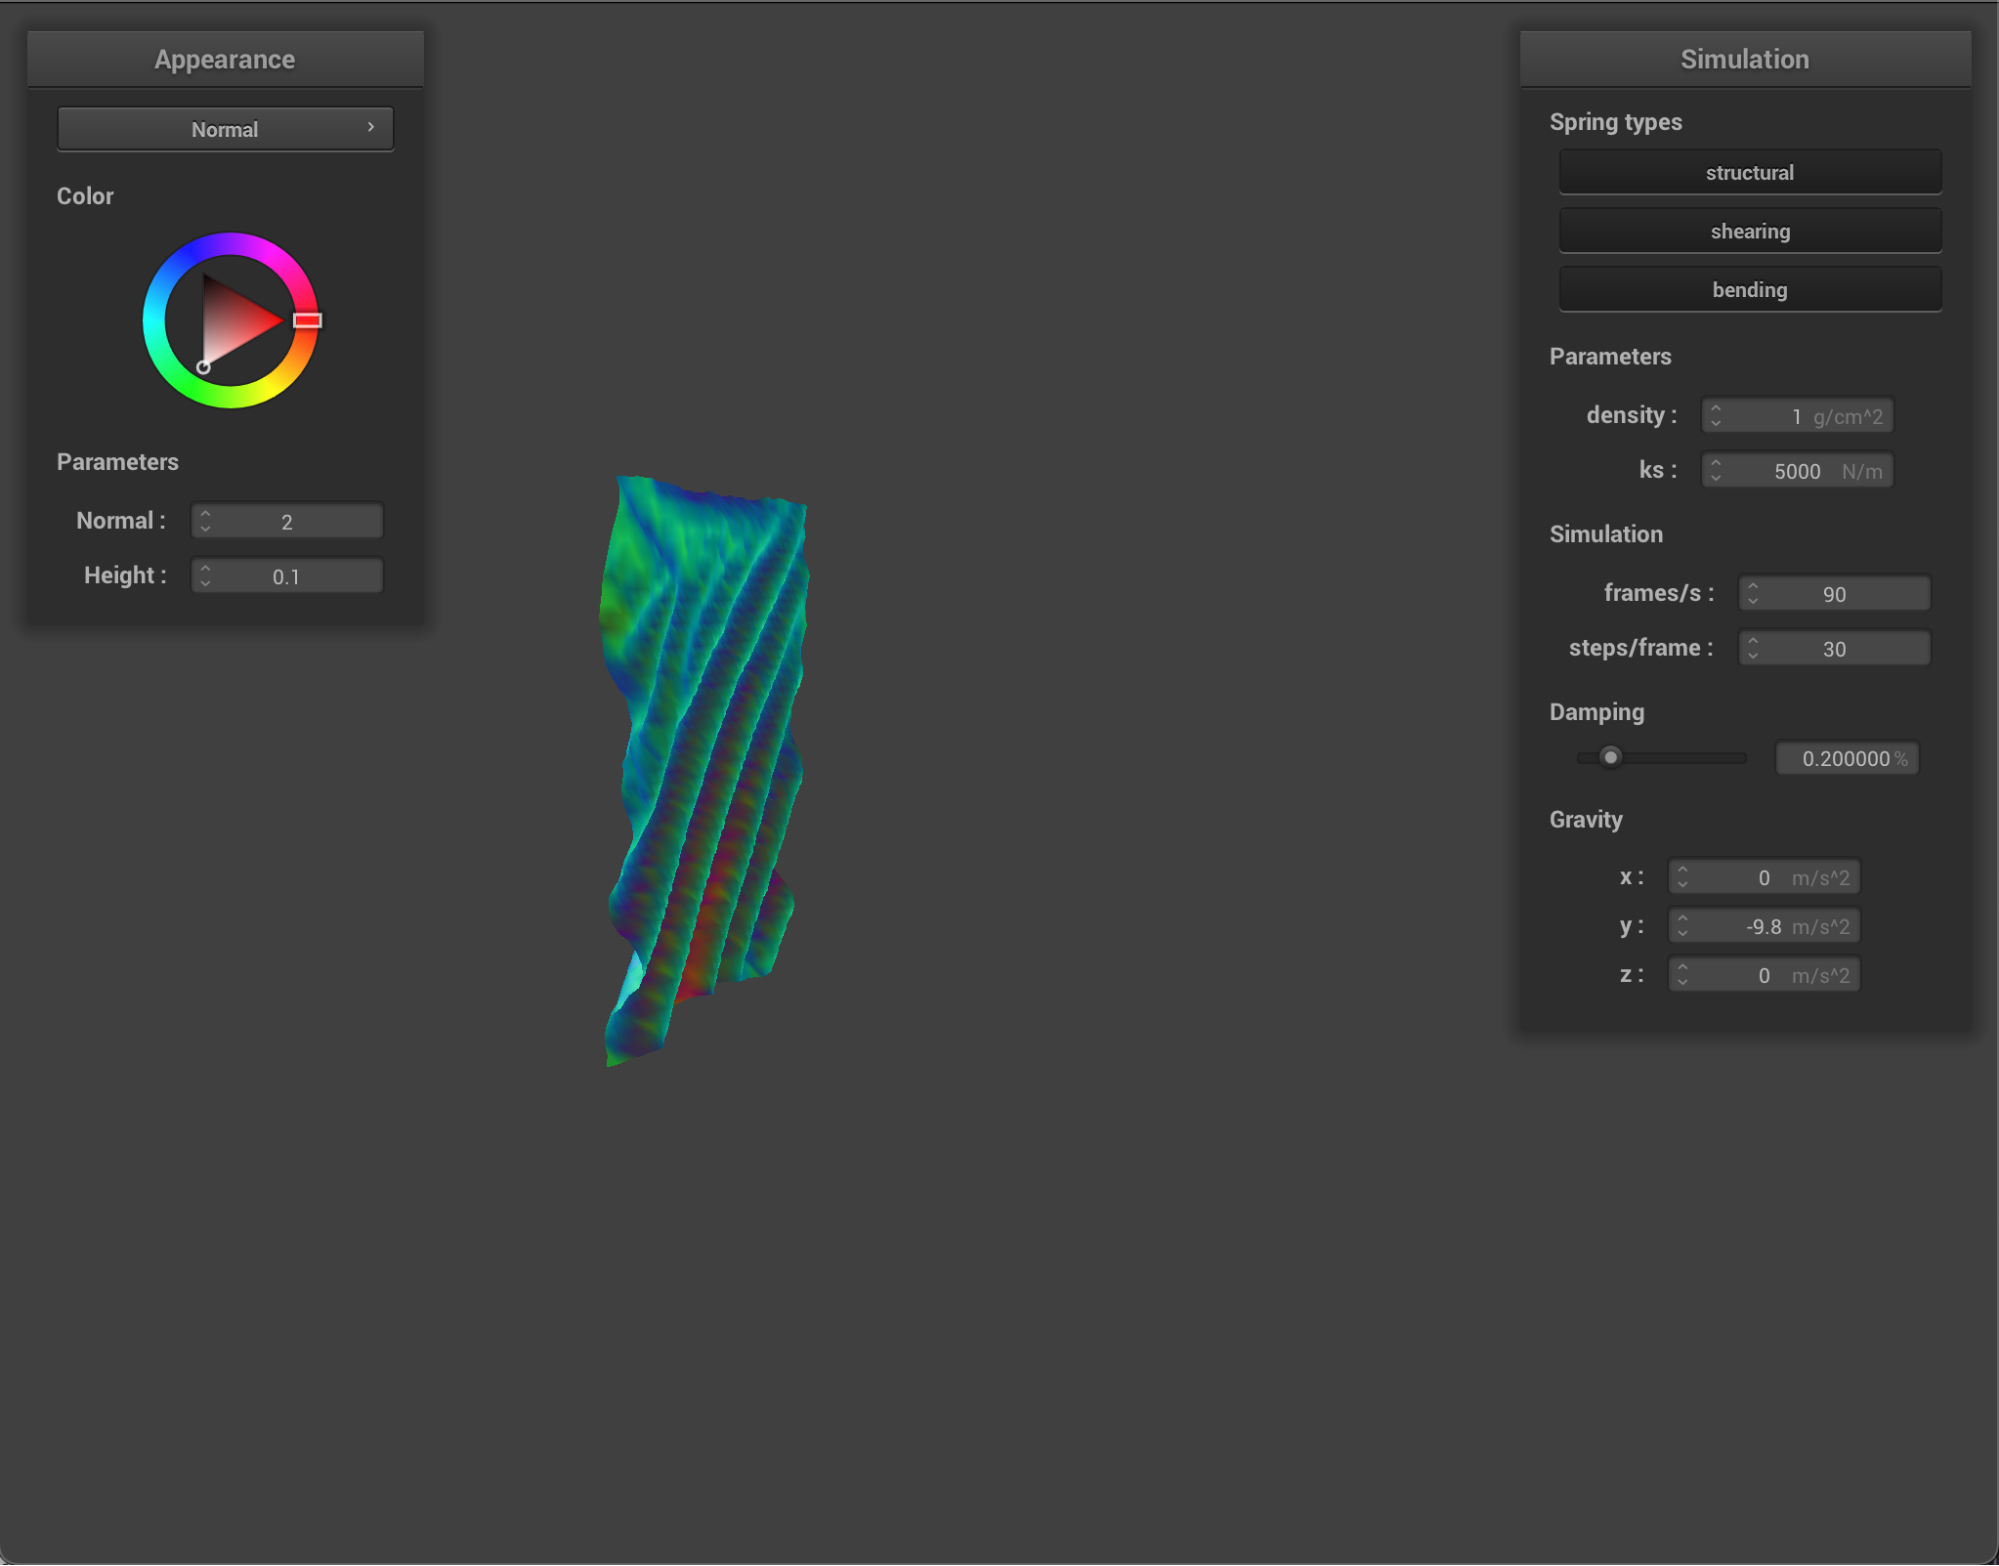 Appearance
Normal
Color
Parameters
Normal : 2
Height : 0.1
Simulation
Spring types
structural
shearing
bending
Parameters
density : 1 g/cm^2
ks : 5000 N/m
Simulation
frames/s : 90
steps/frame : 30
Damping
0.200000 %
Gravity
x : 0 m/s^2
y : -9.8 m/s^2
z : 0 m/s^2